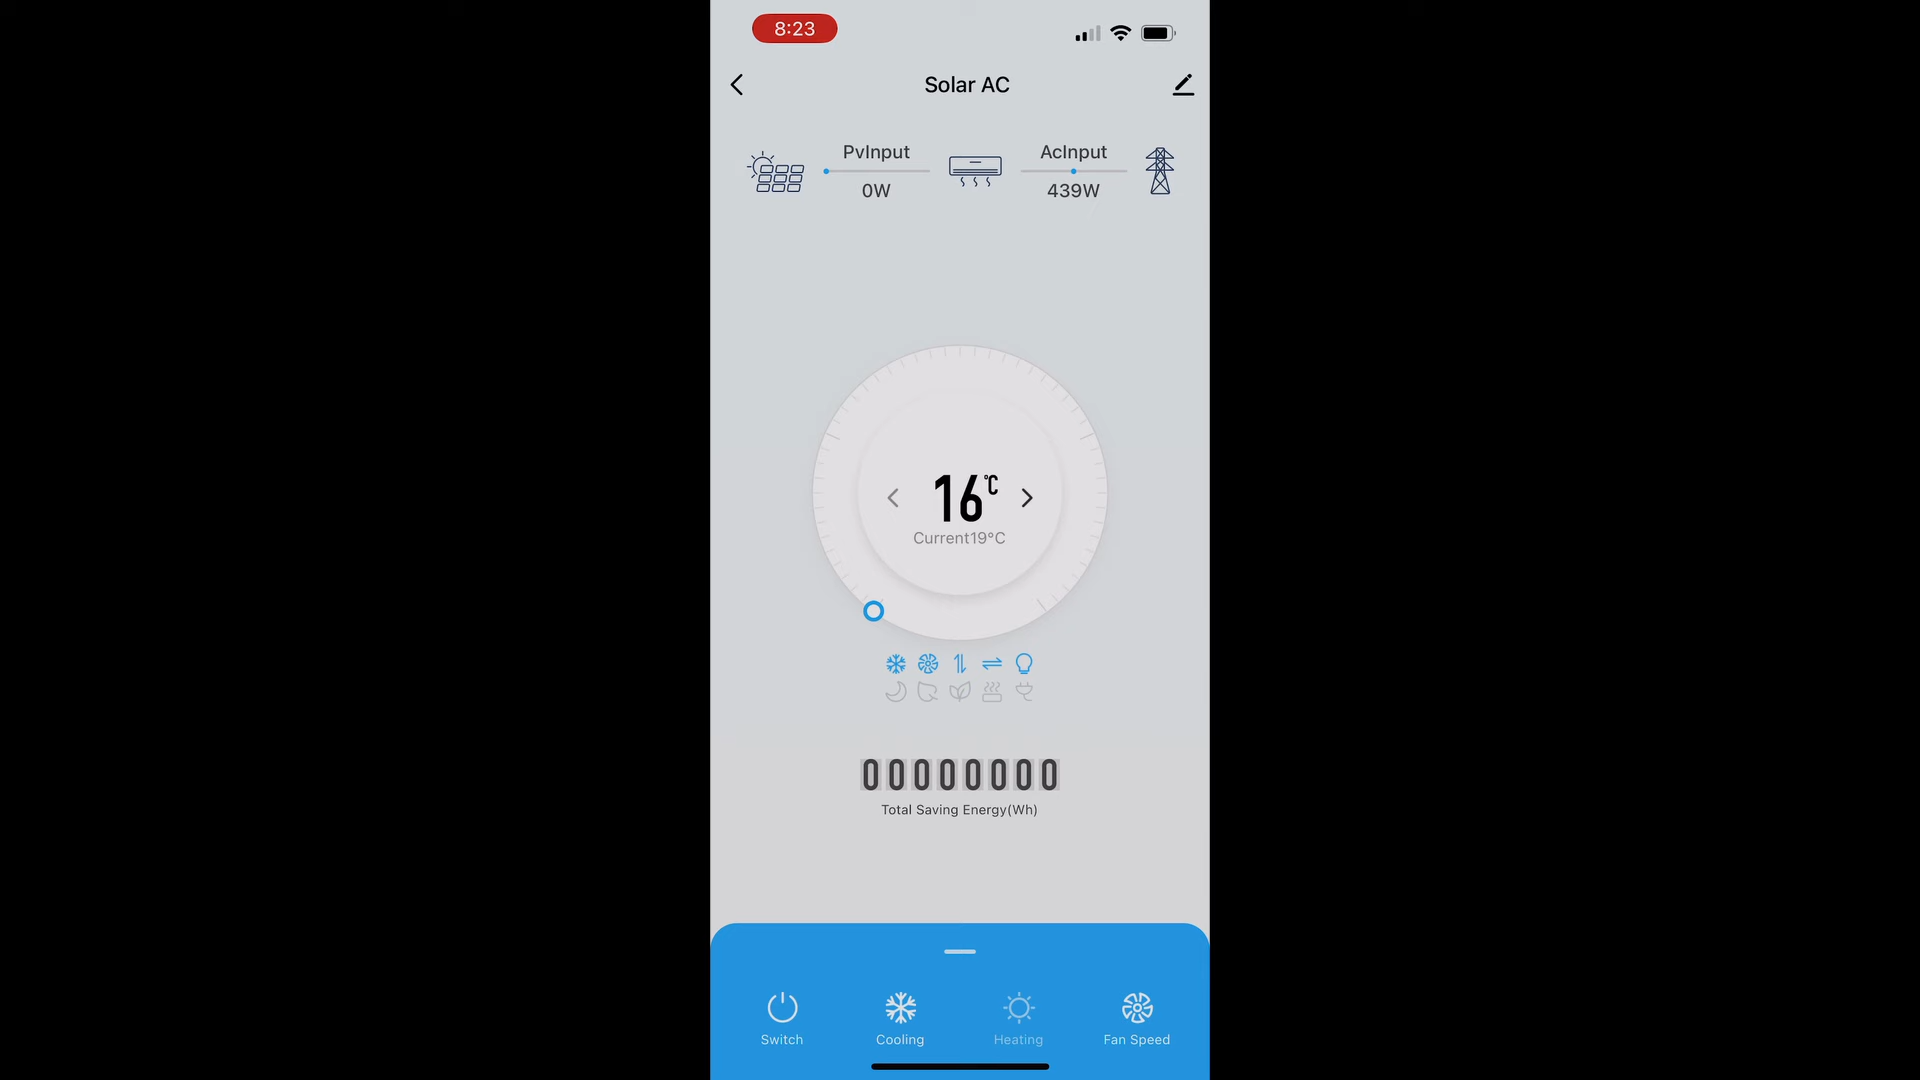 8:23
Solar AC
PvInput
0W
AcInput
439W
16°C
Current19°C
00000000
Total Saving Energy(Wh)
Switch
Cooling
Heating
Fan Speed